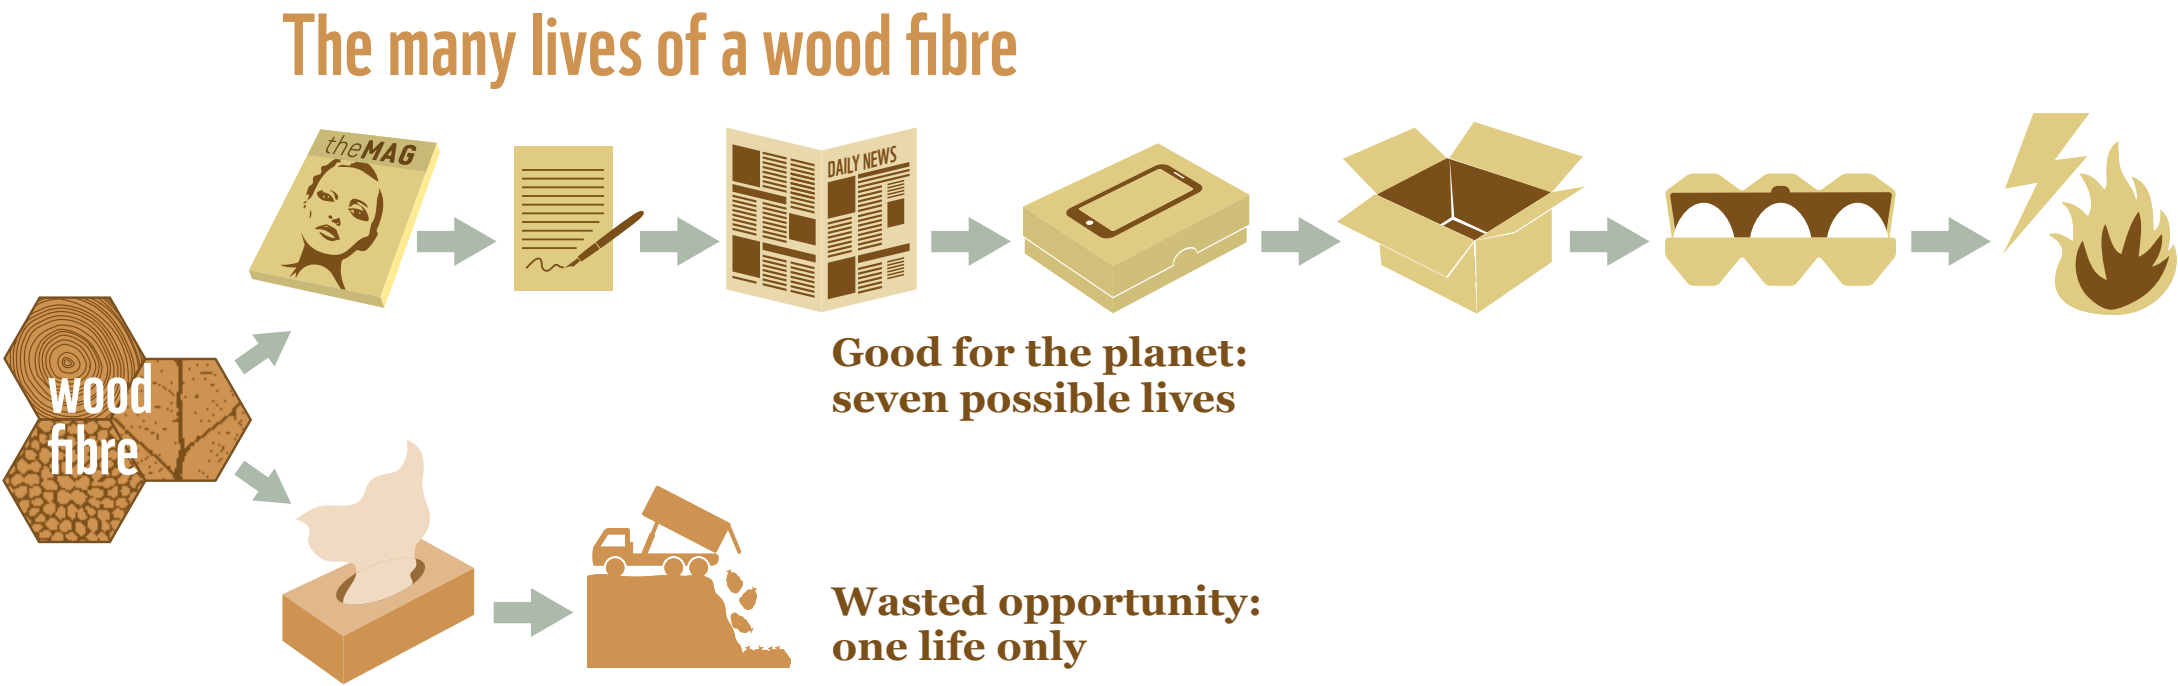 The many lives of a wood fibre
theMAG
DAILY NEWS
Good for the planet:
seven possible lives
wood
fibre
Wasted opportunity:
one life only